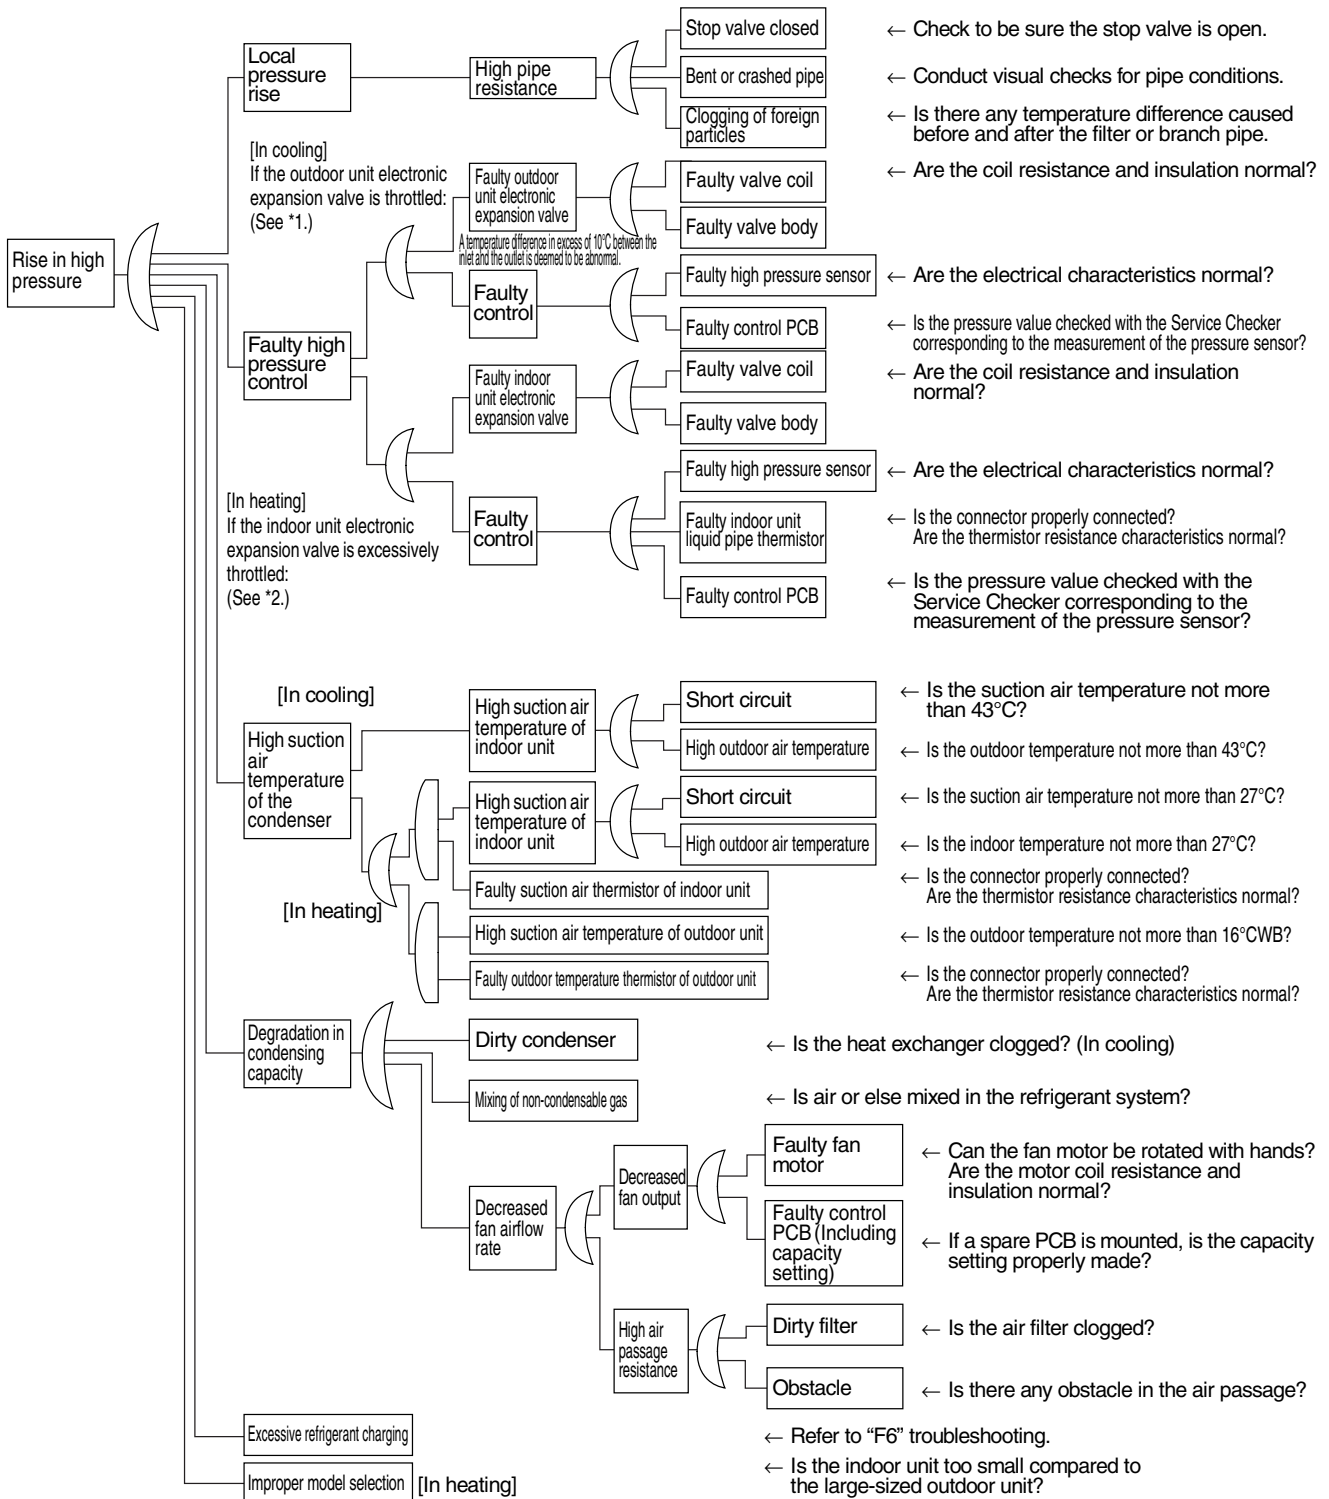 Rise in high
pressure
Local
pressure
rise
High pipe
resistance
Stop valve closed
← Check to be sure the stop valve is open.
Bent or crashed pipe
← Conduct visual checks for pipe conditions.
Clogging of foreign
particles
← Is there any temperature difference caused
before and after the filter or branch pipe.
[In cooling]
If the outdoor unit electronic
expansion valve is throttled:
(See *1.)
Faulty high
pressure
control
Faulty outdoor
unit electronic
expansion valve
A temperature difference in excess of 10°C between the
inlet and the outlet is deemed to be abnormal.
Faulty valve coil
← Are the coil resistance and insulation normal?
Faulty valve body
Faulty
control
Faulty high pressure sensor
← Are the electrical characteristics normal?
Faulty control PCB
← Is the pressure value checked with the Service Checker
corresponding to the measurement of the pressure sensor?
[In heating]
If the indoor unit electronic
expansion valve is excessively
throttled:
(See *2.)
Faulty indoor
unit electronic
expansion valve
Faulty valve coil
← Are the coil resistance and insulation
normal?
Faulty valve body
Faulty
control
Faulty high pressure sensor
← Are the electrical characteristics normal?
Faulty indoor unit
liquid pipe thermistor
← Is the connector properly connected?
Are the thermistor resistance characteristics normal?
Faulty control PCB
← Is the pressure value checked with the
Service Checker corresponding to the
measurement of the pressure sensor?
High suction
air
temperature
of the
condenser
[In cooling]
High suction air
temperature of
indoor unit
Short circuit
← Is the suction air temperature not more
than 43°C?
High outdoor air temperature
← Is the outdoor temperature not more than 43°C?
[In heating]
High suction air
temperature of
indoor unit
Short circuit
← Is the suction air temperature not more than 27°C?
High outdoor air temperature
← Is the indoor temperature not more than 27°C?
Faulty suction air thermistor of indoor unit
← Is the connector properly connected?
Are the thermistor resistance characteristics normal?
High suction air temperature of outdoor unit
← Is the outdoor temperature not more than 16°CWB?
Faulty outdoor temperature thermistor of outdoor unit
← Is the connector properly connected?
Are the thermistor resistance characteristics normal?
Degradation in
condensing
capacity
Dirty condenser
← Is the heat exchanger clogged? (In cooling)
Mixing of non-condensable gas
← Is air or else mixed in the refrigerant system?
Decreased
fan airflow
rate
Decreased
fan output
Faulty fan
motor
← Can the fan motor be rotated with hands?
Are the motor coil resistance and
insulation normal?
Faulty control
PCB (Including
capacity
setting)
← If a spare PCB is mounted, is the capacity
setting properly made?
High air
passage
resistance
Dirty filter
← Is the air filter clogged?
Obstacle
← Is there any obstacle in the air passage?
Excessive refrigerant charging
← Refer to “F6” troubleshooting.
Improper model selection
[In heating]
← Is the indoor unit too small compared to
the large-sized outdoor unit?